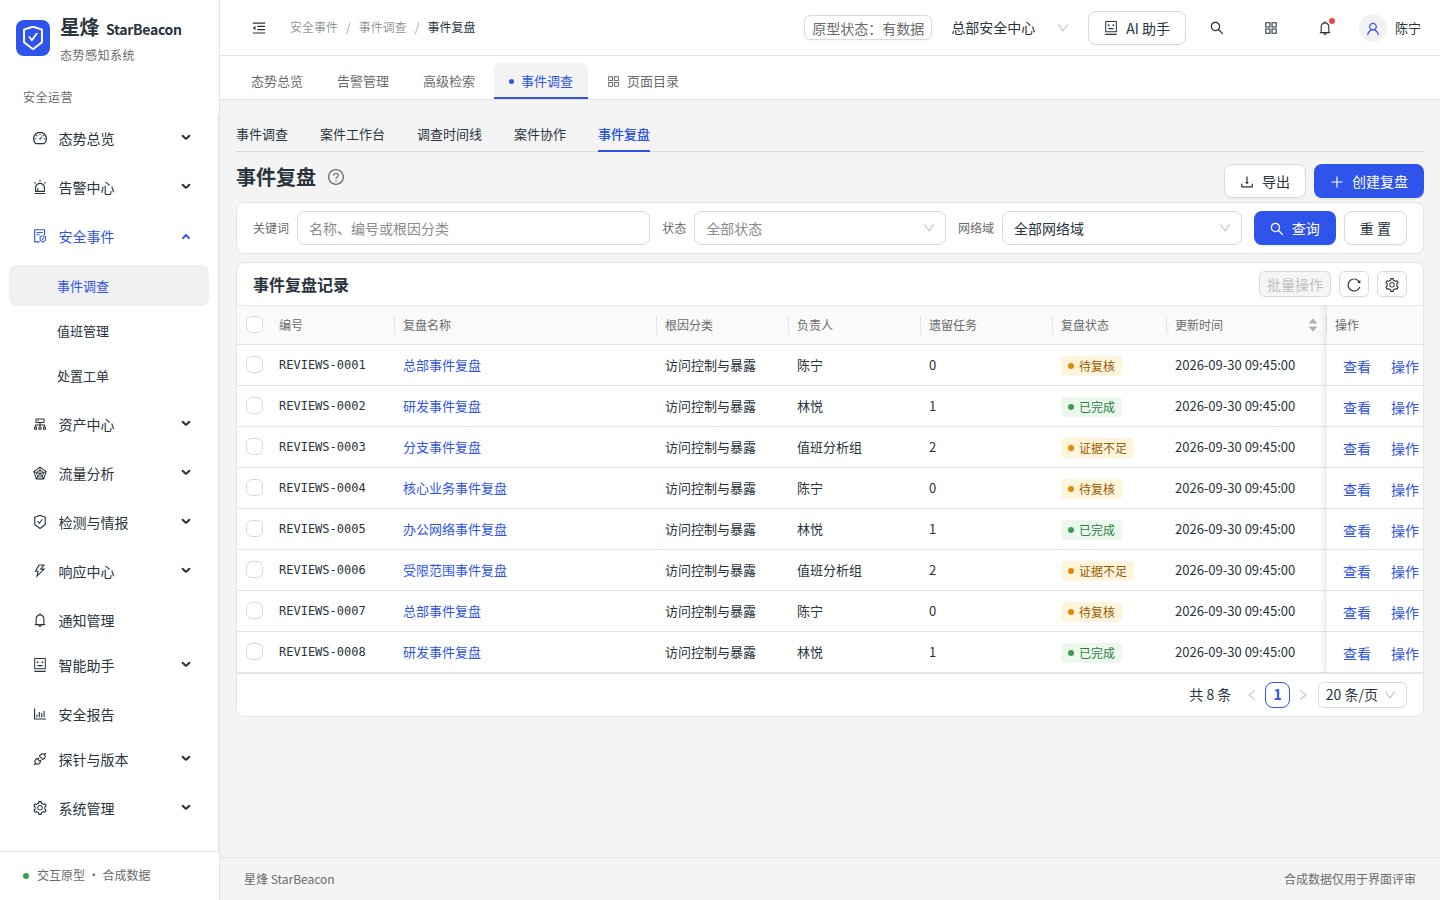 星烽 StarBeacon
态势感知系统
安全运营
态势总览
告警中心
安全事件
事件调查
值班管理
处置工单
资产中心
流量分析
检测与情报
响应中心
通知管理
智能助手
安全报告
探针与版本
系统管理
交互原型 · 合成数据
安全事件 / 事件调查 / 事件复盘
原型状态：有数据
总部安全中心
AI 助手
陈宁
态势总览 告警管理 高级检索 事件调查 页面目录
事件调查 案件工作台 调查时间线 案件协作 事件复盘
事件复盘
导出 创建复盘
关键词 名称、编号或根因分类 状态 全部状态 网络域 全部网络域 查询 重 置
事件复盘记录
批量操作
编号 复盘名称 根因分类 负责人 遗留任务 复盘状态 更新时间 操作
REVIEWS-0001 总部事件复盘 访问控制与暴露 陈宁 0 待复核 2026-09-30 09:45:00 查看 操作
REVIEWS-0002 研发事件复盘 访问控制与暴露 林悦 1 已完成 2026-09-30 09:45:00 查看 操作
REVIEWS-0003 分支事件复盘 访问控制与暴露 值班分析组 2 证据不足 2026-09-30 09:45:00 查看 操作
REVIEWS-0004 核心业务事件复盘 访问控制与暴露 陈宁 0 待复核 2026-09-30 09:45:00 查看 操作
REVIEWS-0005 办公网络事件复盘 访问控制与暴露 林悦 1 已完成 2026-09-30 09:45:00 查看 操作
REVIEWS-0006 受限范围事件复盘 访问控制与暴露 值班分析组 2 证据不足 2026-09-30 09:45:00 查看 操作
REVIEWS-0007 总部事件复盘 访问控制与暴露 陈宁 0 待复核 2026-09-30 09:45:00 查看 操作
REVIEWS-0008 研发事件复盘 访问控制与暴露 林悦 1 已完成 2026-09-30 09:45:00 查看 操作
共 8 条 1 20 条/页
星烽 StarBeacon
合成数据仅用于界面评审